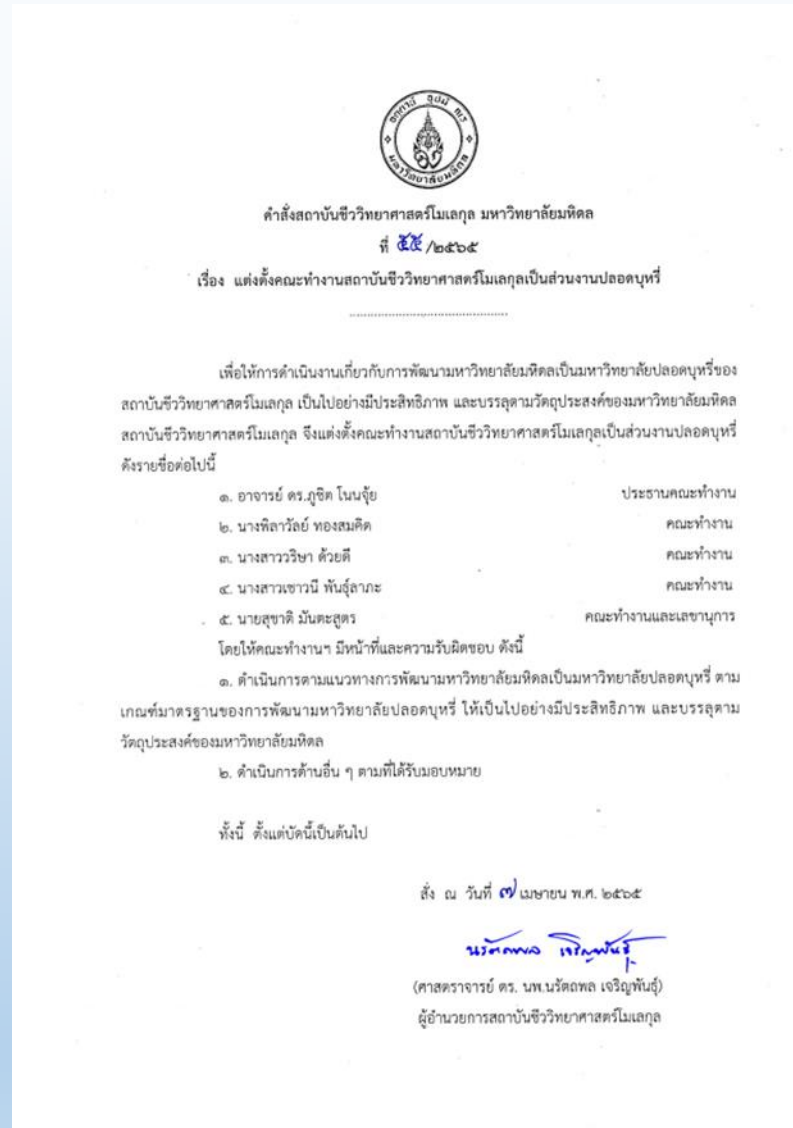 อตฺตานํ อุปมํ กเร
มหาวิทยาลัยมหิดล
คำสั่งสถาบันชีววิทยาศาสตร์โมเลกุล มหาวิทยาลัยมหิดล
ที่ ๕๕ /๒๕๖๕
เรื่อง แต่งตั้งคณะทำงานสถาบันชีววิทยาศาสตร์โมเลกุลเป็นส่วนงานปลอดบุหรี่
เพื่อให้การดำเนินงานเกี่ยวกับการพัฒนามหาวิทยาลัยมหิดลเป็นมหาวิทยาลัยปลอดบุหรี่ของ
สถาบันชีววิทยาศาสตร์โมเลกุล เป็นไปอย่างมีประสิทธิภาพ และบรรลุตามวัตถุประสงค์ของมหาวิทยาลัยมหิดล
สถาบันชีววิทยาศาสตร์โมเลกุล จึงแต่งตั้งคณะทำงานสถาบันชีววิทยาศาสตร์โมเลกุลเป็นส่วนงานปลอดบุหรี่
ดังรายชื่อต่อไปนี้
๑. อาจารย์ ดร.ภูชิต โนนจุ้ย ประธานคณะทำงาน
๒. นางพิลาวัลย์ ทองสมคิด คณะทำงาน
๓. นางสาววริษา ด้วยดี คณะทำงาน
๔. นางสาวเชาวนี พันธุ์ลาภะ คณะทำงาน
๕. นายสุชาติ มันตะสูตร คณะทำงานและเลขานุการ
โดยให้คณะทำงานฯ มีหน้าที่และความรับผิดชอบ ดังนี้
๑. ดำเนินการตามแนวทางการพัฒนามหาวิทยาลัยมหิดลเป็นมหาวิทยาลัยปลอดบุหรี่ ตาม
เกณฑ์มาตรฐานของการพัฒนามหาวิทยาลัยปลอดบุหรี่ ให้เป็นไปอย่างมีประสิทธิภาพ และบรรลุตาม
วัตถุประสงค์ของมหาวิทยาลัยมหิดล
๒. ดำเนินการด้านอื่น ๆ ตามที่ได้รับมอบหมาย
ทั้งนี้ ตั้งแต่บัดนี้เป็นต้นไป
สั่ง ณ วันที่ ๗ เมษายน พ.ศ. ๒๕๖๕
นรัตถพล เจริญพันธุ์
(ศาสตราจารย์ ดร. นพ.นรัตถพล เจริญพันธุ์)
ผู้อำนวยการสถาบันชีววิทยาศาสตร์โมเลกุล